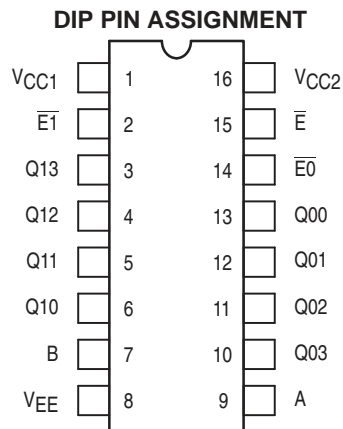 DIP PIN ASSIGNMENT
VCC1 1 16 VCC2
E1 2 15 E
Q13 3 14 E0
Q12 4 13 Q00
Q11 5 12 Q01
Q10 6 11 Q02
B 7 10 Q03
VEE 8 9 A